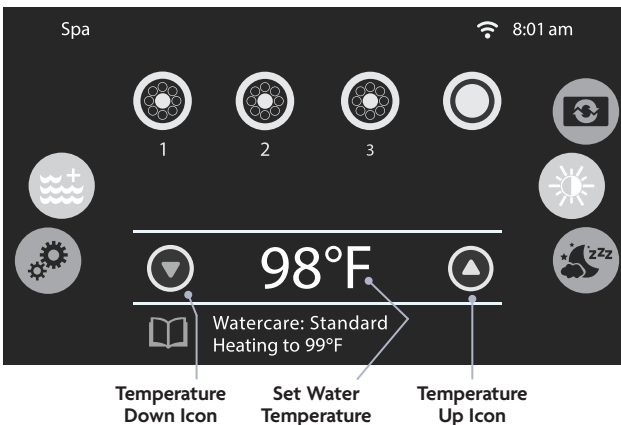 Spa
8:01 am
1 2 3
zzz
98°F
Watercare: Standard
Heating to 99°F
Temperature
Down Icon
Set Water
Temperature
Temperature
Up Icon